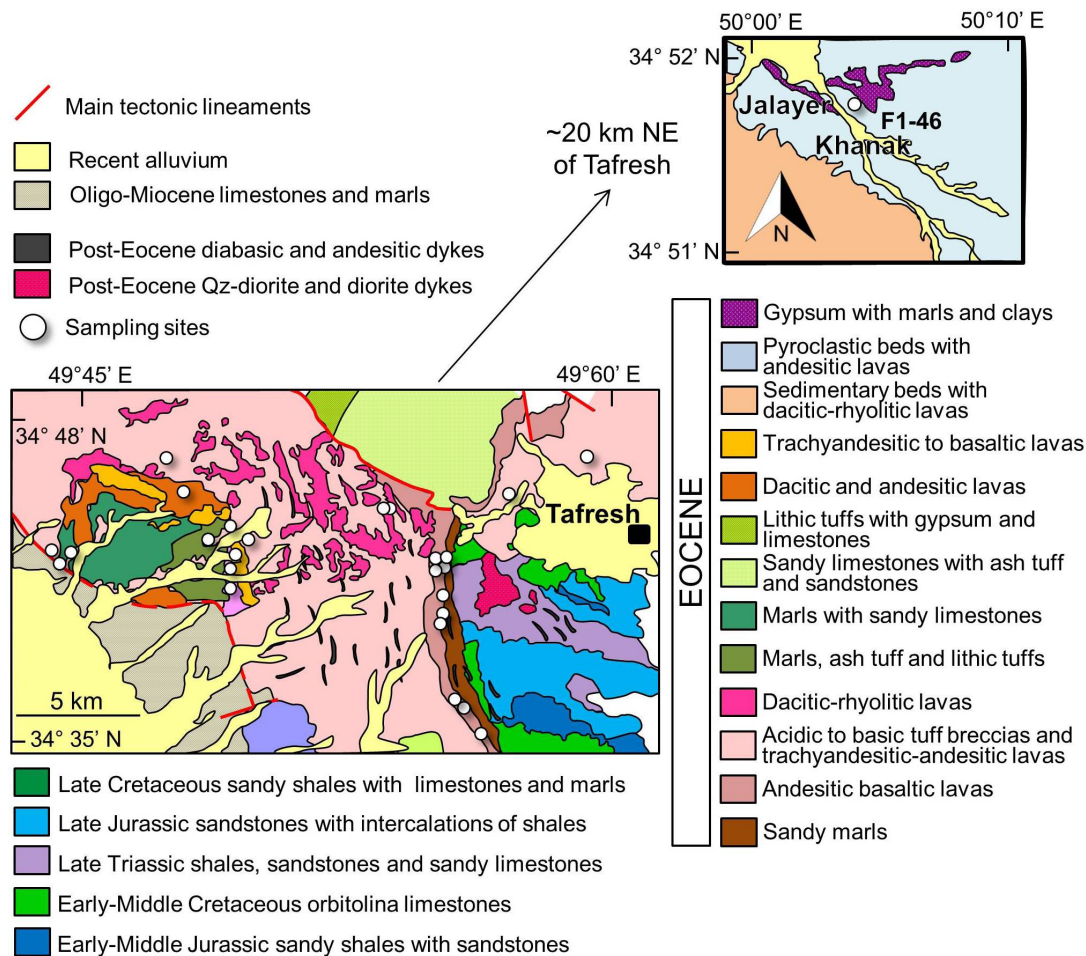 50° 00’ E
50° 10’ E
34° 52’ N
Jalayer
F1-46
Khanak
N
34° 51’ N
~20 km NE
of Tafresh
Main tectonic lineaments
Recent alluvium
Oligo-Miocene limestones and marls
Post-Eocene diabasic and andesitic dykes
Post-Eocene Qz-diorite and diorite dykes
Sampling sites
49° 45’ E
49° 60’ E
34° 48’ N
Tafresh
5 km
34° 35’ N
EOCENE
Gypsum with marls and clays
Pyroclastic beds with
andesitic lavas
Sedimentary beds with
dacitic-rhyolitic lavas
Trachyandesitic to basaltic lavas
Dacitic and andesitic lavas
Lithic tuffs with gypsum and
limestones
Sandy limestones with ash tuff
and sandstones
Marls with sandy limestones
Marls, ash tuff and lithic tuffs
Dacitic-rhyolitic lavas
Acidic to basic tuff breccias and
trachyandesitic-andesitic lavas
Andesitic basaltic lavas
Sandy marls
Late Cretaceous sandy shales with limestones and marls
Late Jurassic sandstones with intercalations of shales
Late Triassic shales, sandstones and sandy limestones
Early-Middle Cretaceous orbitolina limestones
Early-Middle Jurassic sandy shales with sandstones